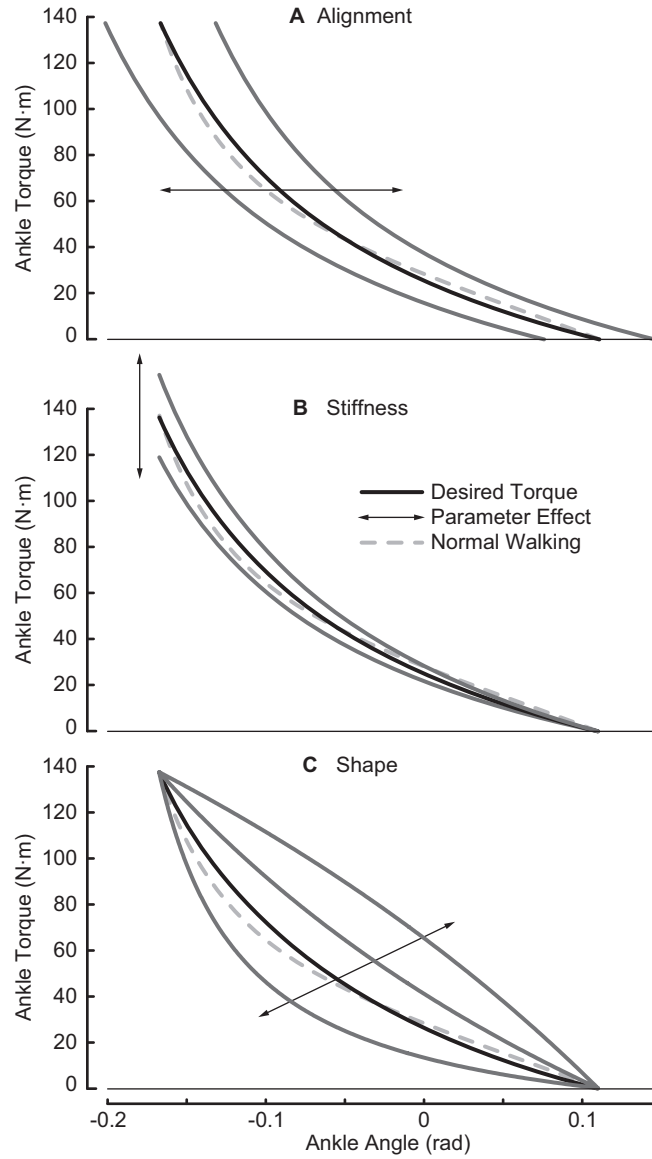 A Alignment
140
120
100
80
60
40
20
0
Ankle Torque (N·m)
B Stiffness
140
120
100
80
60
40
20
0
Ankle Torque (N·m)
Desired Torque
Parameter Effect
Normal Walking
C Shape
140
120
100
80
60
40
20
0
Ankle Torque (N·m)
-0.2 -0.1 0 0.1
Ankle Angle (rad)